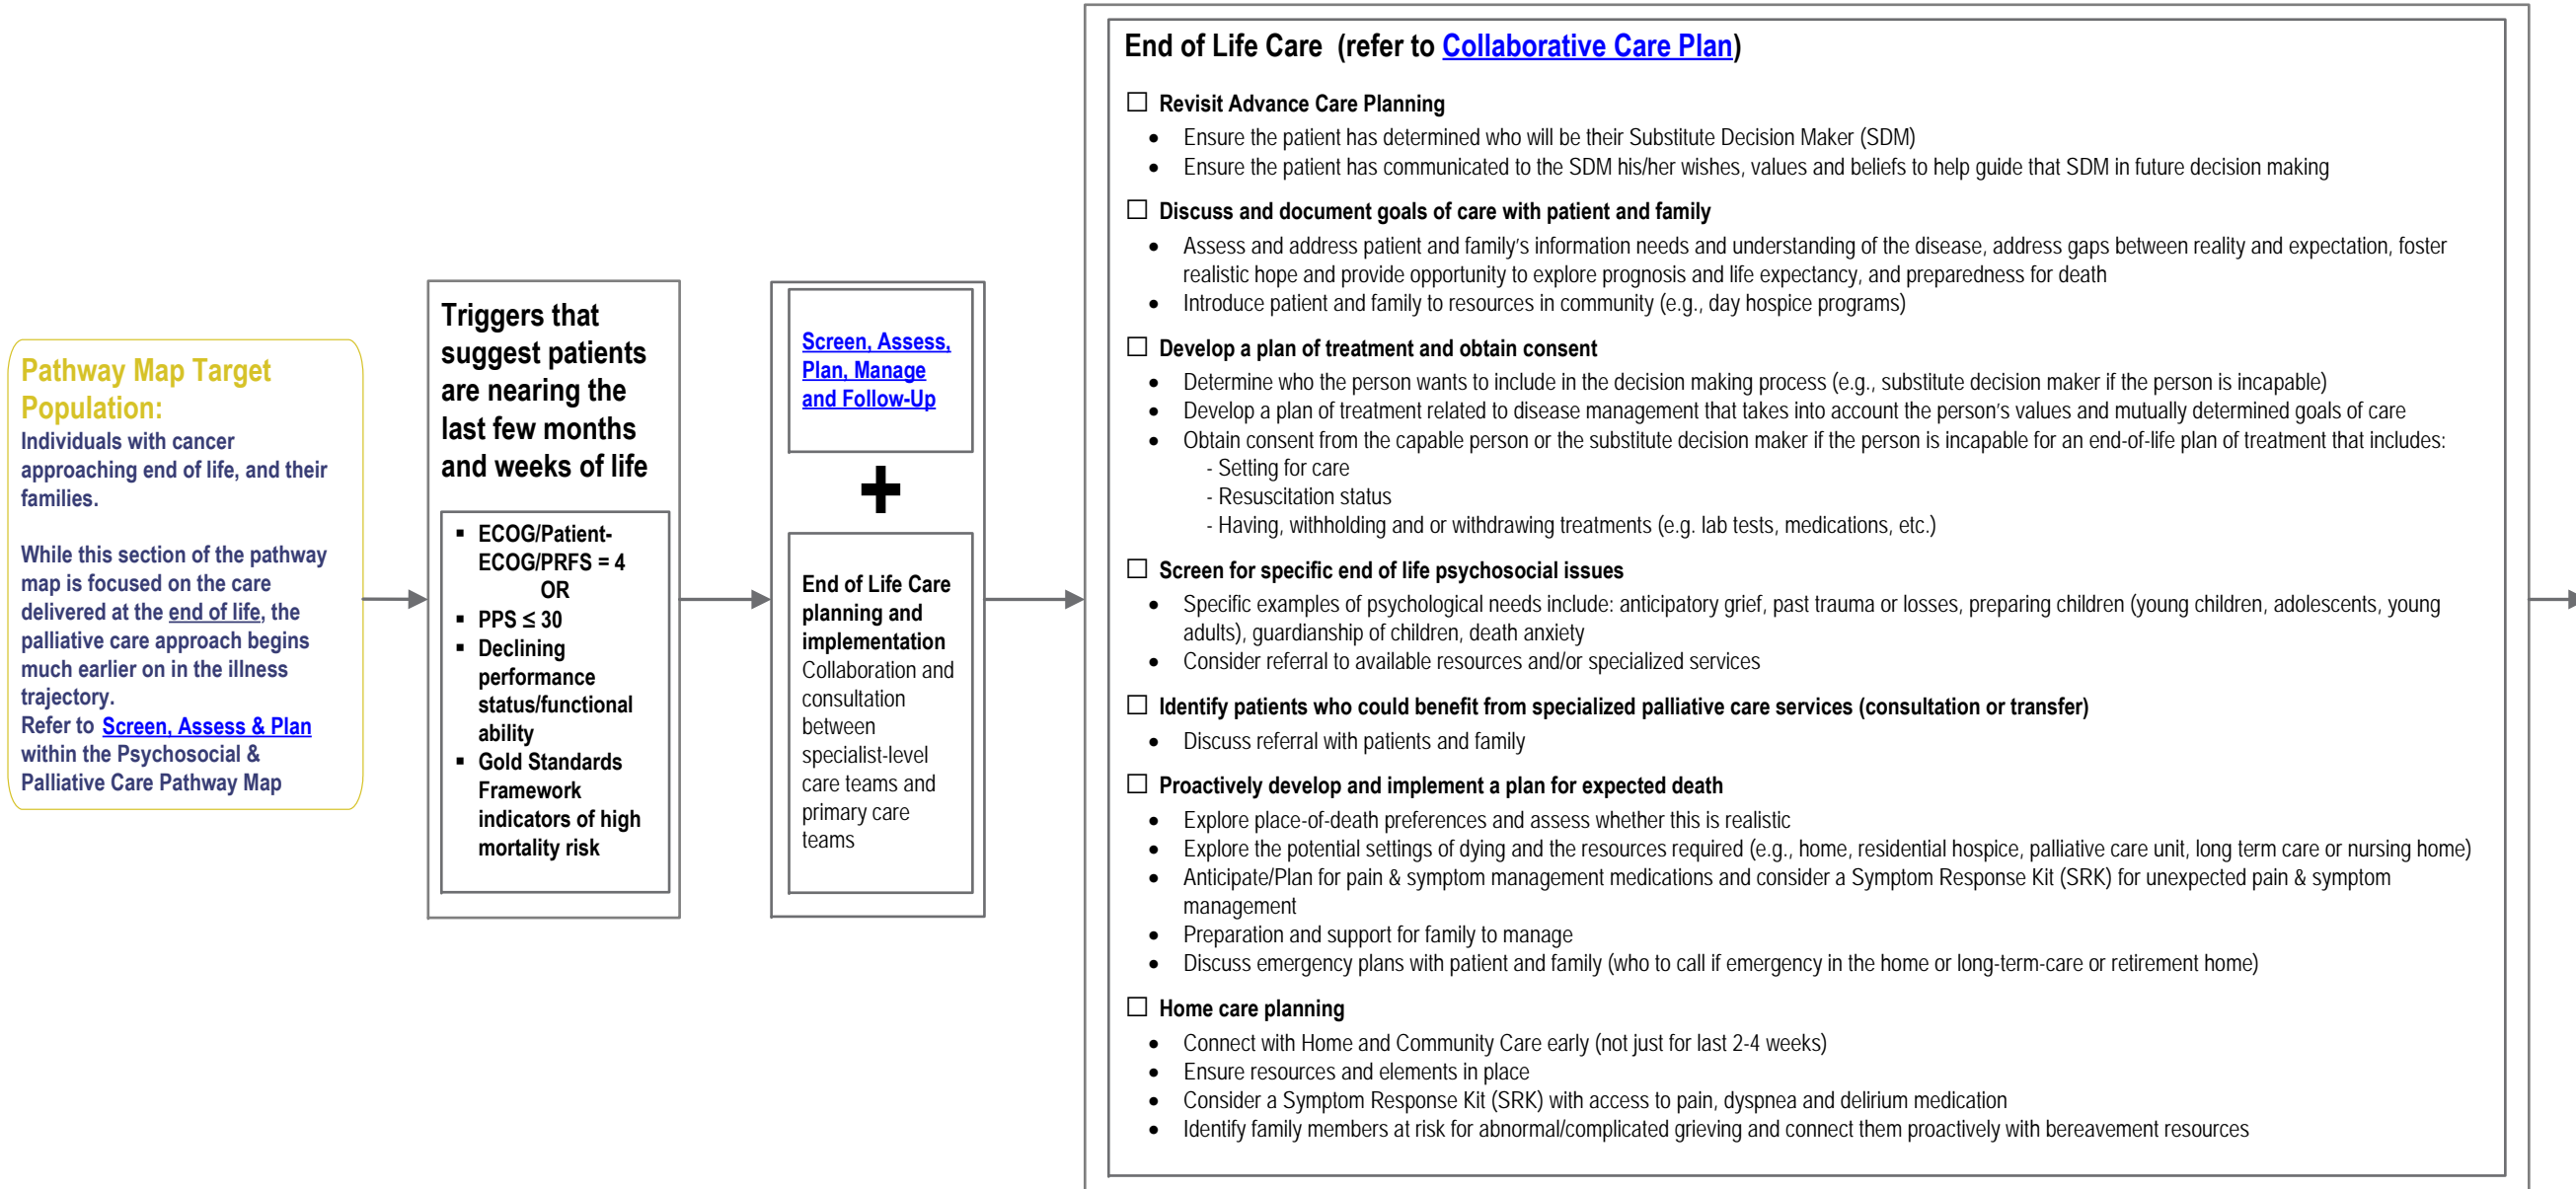 Pathway Map Target
Population:
Individuals with cancer
approaching end of life, and their
families.
While this section of the pathway
map is focused on the care
delivered at the end of life, the
palliative care approach begins
much earlier on in the illness
trajectory.
Refer to Screen, Assess & Plan
within the Psychosocial &
Palliative Care Pathway Map
Triggers that
suggest patients
are nearing the
last few months
and weeks of life
▪ ECOG/Patient-
ECOG/PRFS = 4
OR
▪ PPS ≤ 30
▪ Declining
performance
status/functional
ability
▪ Gold Standards
Framework
indicators of high
mortality risk
Screen, Assess,
Plan, Manage
and Follow-Up
+
End of Life Care
planning and
implementation
Collaboration and
consultation
between
specialist-level
care teams and
primary care
teams
End of Life Care (refer to Collaborative Care Plan)
☐ Revisit Advance Care Planning
• Ensure the patient has determined who will be their Substitute Decision Maker (SDM)
• Ensure the patient has communicated to the SDM his/her wishes, values and beliefs to help guide that SDM in future decision making
☐ Discuss and document goals of care with patient and family
• Assess and address patient and family's information needs and understanding of the disease, address gaps between reality and expectation, foster
realistic hope and provide opportunity to explore prognosis and life expectancy, and preparedness for death
• Introduce patient and family to resources in community (e.g., day hospice programs)
☐ Develop a plan of treatment and obtain consent
• Determine who the person wants to include in the decision making process (e.g., substitute decision maker if the person is incapable)
• Develop a plan of treatment related to disease management that takes into account the person's values and mutually determined goals of care
• Obtain consent from the capable person or the substitute decision maker if the person is incapable for an end-of-life plan of treatment that includes:
- Setting for care
- Resuscitation status
- Having, withholding and or withdrawing treatments (e.g. lab tests, medications, etc.)
☐ Screen for specific end of life psychosocial issues
• Specific examples of psychological needs include: anticipatory grief, past trauma or losses, preparing children (young children, adolescents, young
adults), guardianship of children, death anxiety
• Consider referral to available resources and/or specialized services
☐ Identify patients who could benefit from specialized palliative care services (consultation or transfer)
• Discuss referral with patients and family
☐ Proactively develop and implement a plan for expected death
• Explore place-of-death preferences and assess whether this is realistic
• Explore the potential settings of dying and the resources required (e.g., home, residential hospice, palliative care unit, long term care or nursing home)
• Anticipate/Plan for pain & symptom management medications and consider a Symptom Response Kit (SRK) for unexpected pain & symptom
management
• Preparation and support for family to manage
• Discuss emergency plans with patient and family (who to call if emergency in the home or long-term-care or retirement home)
☐ Home care planning
• Connect with Home and Community Care early (not just for last 2-4 weeks)
• Ensure resources and elements in place
• Consider a Symptom Response Kit (SRK) with access to pain, dyspnea and delirium medication
• Identify family members at risk for abnormal/complicated grieving and connect them proactively with bereavement resources